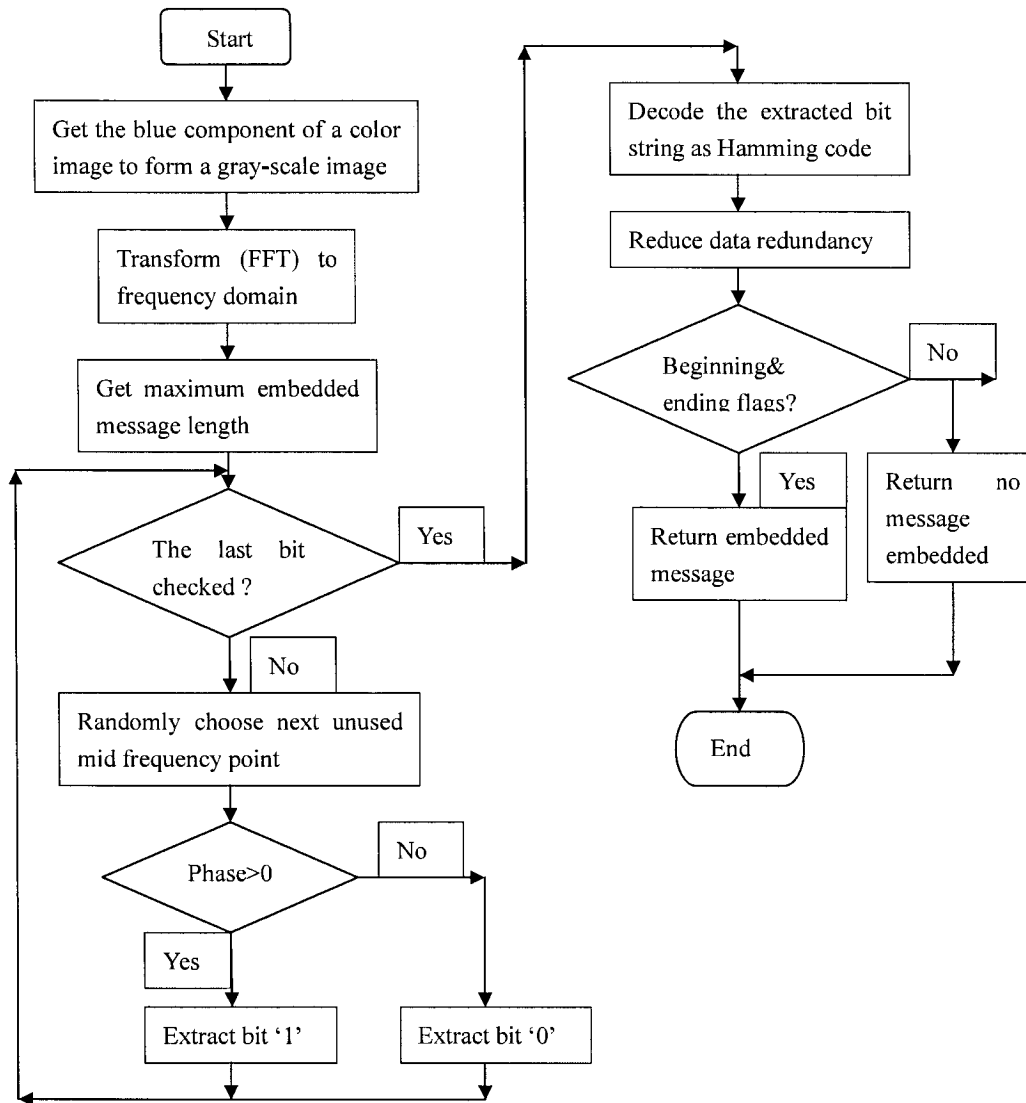 Start
Get the blue component of a color
image to form a gray-scale image
Transform (FFT) to
frequency domain
Get maximum embedded
message length
The last bit
checked ?
Yes
No
Randomly choose next unused
mid frequency point
Phase>0
No
Yes
Extract bit ‘1’
Extract bit ‘0’
Decode the extracted bit
string as Hamming code
Reduce data redundancy
Beginning&
ending flags?
No
Yes
Return embedded
message
Return no
message
embedded
End